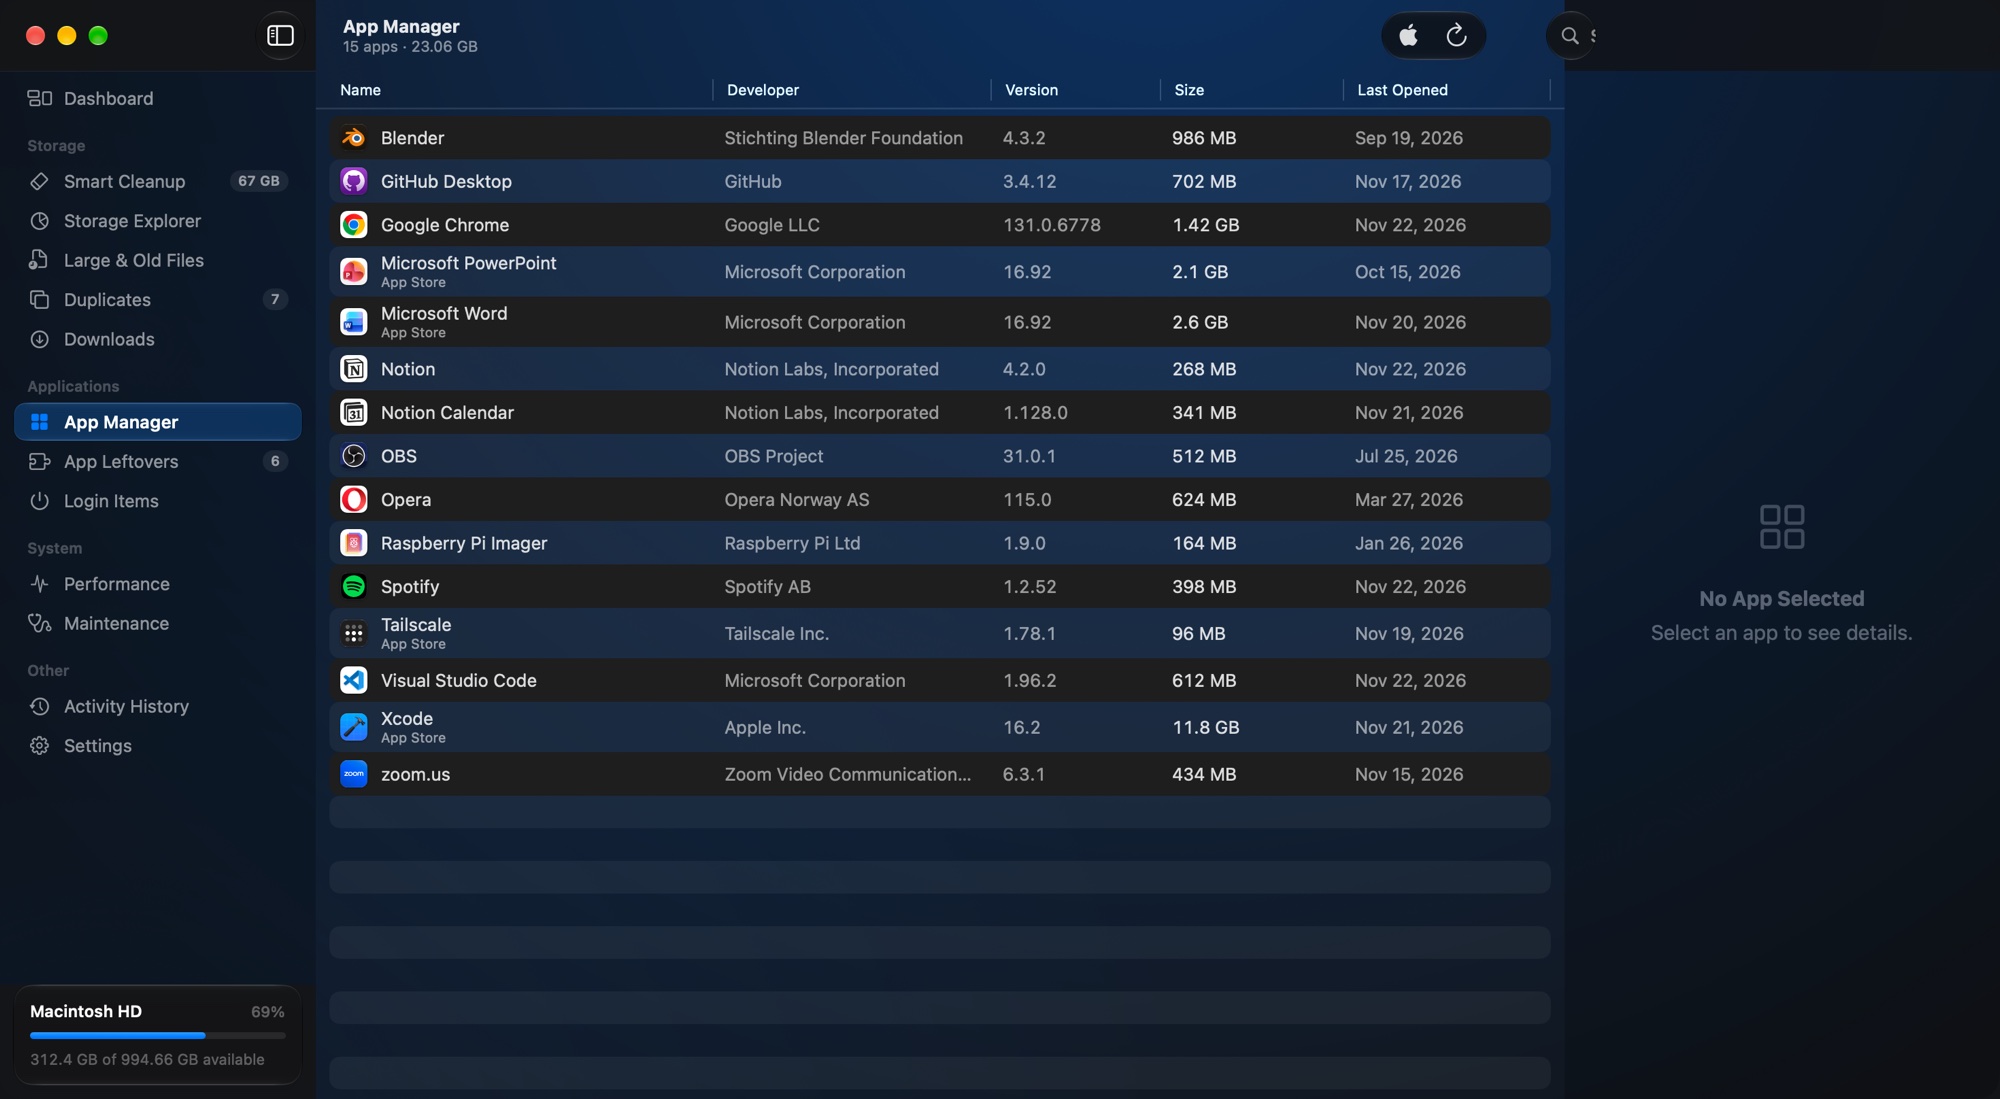 App Manager
15 apps · 23.06 GB
Dashboard
Storage
Smart Cleanup 67 GB
Storage Explorer
Large & Old Files
Duplicates 7
Downloads
Applications
App Manager
App Leftovers 6
Login Items
System
Performance
Maintenance
Other
Activity History
Settings
Macintosh HD 69%
312.4 GB of 994.66 GB available
Name Developer Version Size Last Opened
Blender Stichting Blender Foundation 4.3.2 986 MB Sep 19, 2026
GitHub Desktop GitHub 3.4.12 702 MB Nov 17, 2026
Google Chrome Google LLC 131.0.6778 1.42 GB Nov 22, 2026
Microsoft PowerPoint Microsoft Corporation 16.92 2.1 GB Oct 15, 2026
App Store
Microsoft Word Microsoft Corporation 16.92 2.6 GB Nov 20, 2026
App Store
Notion Notion Labs, Incorporated 4.2.0 268 MB Nov 22, 2026
31
Notion Calendar Notion Labs, Incorporated 1.128.0 341 MB Nov 21, 2026
OBS OBS Project 31.0.1 512 MB Jul 25, 2026
Opera Opera Norway AS 115.0 624 MB Mar 27, 2026
Raspberry Pi Imager Raspberry Pi Ltd 1.9.0 164 MB Jan 26, 2026
Spotify Spotify AB 1.2.52 398 MB Nov 22, 2026
Tailscale Tailscale Inc. 1.78.1 96 MB Nov 19, 2026
App Store
Visual Studio Code Microsoft Corporation 1.96.2 612 MB Nov 22, 2026
Xcode Apple Inc. 16.2 11.8 GB Nov 21, 2026
App Store
zoom
zoom.us Zoom Video Communication... 6.3.1 434 MB Nov 15, 2026
No App Selected
Select an app to see details.